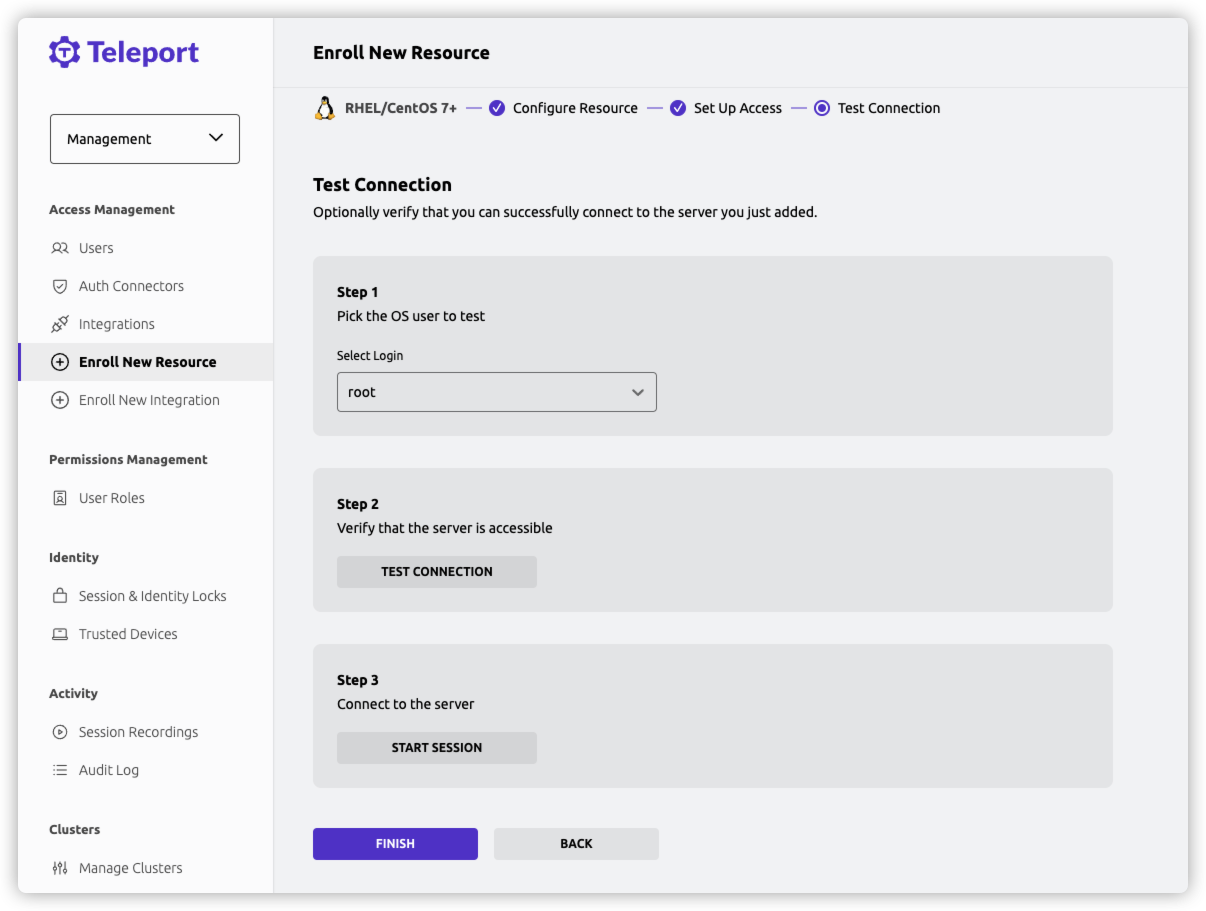 Teleport
Management
Access Management
Users
Auth Connectors
Integrations
Enroll New Resource
Enroll New Integration
Permissions Management
User Roles
Identity
Session & Identity Locks
Trusted Devices
Activity
Session Recordings
Audit Log
Clusters
Manage Clusters
Enroll New Resource
RHEL/CentOS 7+ Configure Resource Set Up Access Test Connection
Test Connection
Optionally verify that you can successfully connect to the server you just added.
Step 1
Pick the OS user to test
Select Login
root
Step 2
Verify that the server is accessible
TEST CONNECTION
Step 3
Connect to the server
START SESSION
FINISH BACK